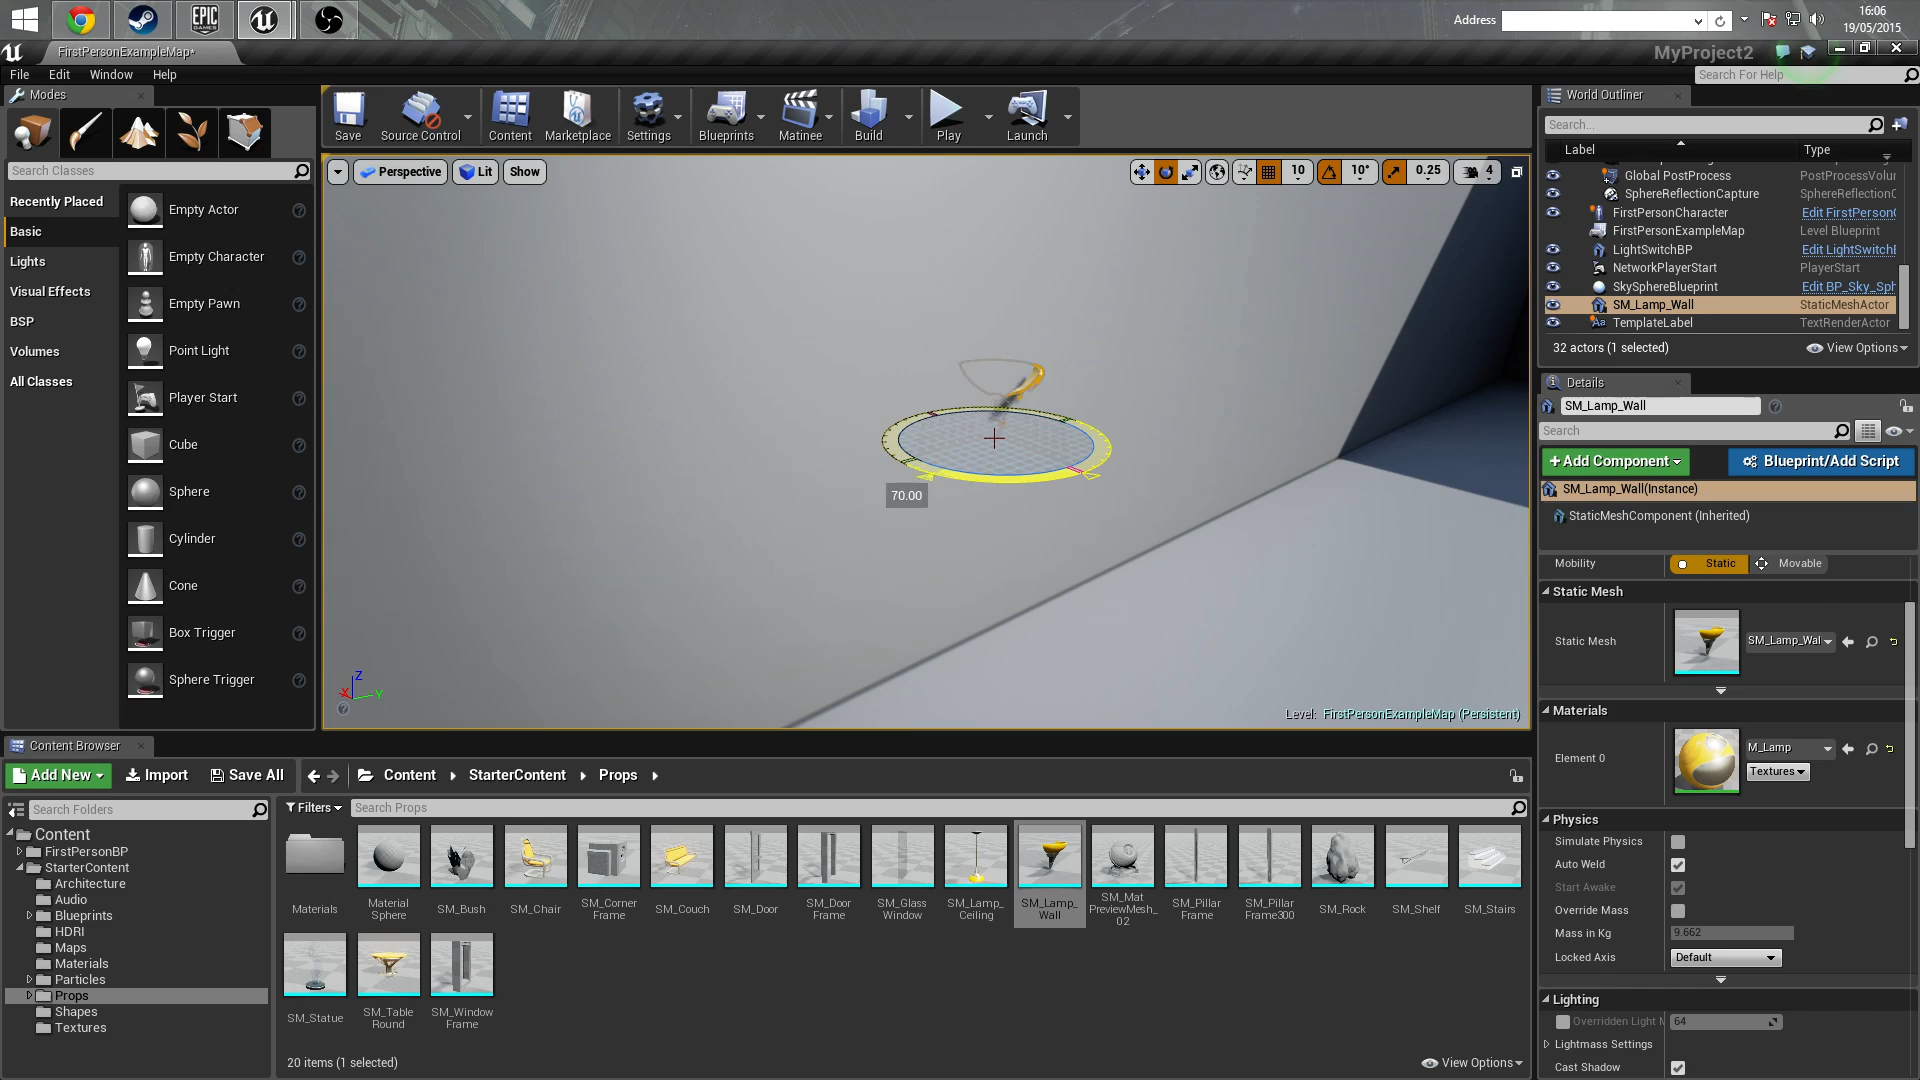 EPIC
GAMES
Address
16:06
19/05/2015
FirstPersonExampleMap*
MyProject2
File Edit Window Help
Search For Help
Modes
Search Classes
Recently Placed
Basic
Lights
Visual Effects
BSP
Volumes
All Classes
Empty Actor
Empty Character
Empty Pawn
Point Light
Player Start
Cube
Sphere
Cylinder
Cone
Box Trigger
Sphere Trigger
Save
Source Control
Content
Marketplace
Settings
Blueprints
Matinee
Build
Play
Launch
Perspective
Lit
Show
10
10°
0.25
4
70.00
Z
X
Y
Level: FirstPersonExampleMap (Persistent)
World Outliner
Search...
Label Type
Global PostProcess PostProcessVolur
SphereReflectionCapture SphereReflectionC
FirstPersonCharacter Edit FirstPerson
FirstPersonExampleMap Level Blueprint
LightSwitchBP Edit LightSwitch
NetworkPlayerStart PlayerStart
SkySphereBlueprint Edit BP_Sky_Sph
SM_Lamp_Wall StaticMeshActor
TemplateLabel TextRenderActor
32 actors (1 selected)
View Options
Details
SM_Lamp_Wall
Search
+Add Component
Blueprint/Add Script
SM_Lamp_Wall(Instance)
StaticMeshComponent (Inherited)
Mobility Static Movable
Static Mesh
Static Mesh SM_Lamp_Wal
Materials
Element 0 M_Lamp
Textures
Physics
Simulate Physics
Auto Weld
Start Awake
Override Mass
Mass in Kg 9.662
Locked Axis Default
Lighting
Overridden Light M 64
Lightmass Settings
Cast Shadow
Content Browser
Add New Import Save All Content StarterContent Props
Search Folders
Content
FirstPersonBP
StarterContent
Architecture
Audio
Blueprints
HDRI
Maps
Materials
Particles
Props
Shapes
Textures
Filters
Search Props
Materials
Material
Sphere
SM_Bush
SM_Chair
SM_Corner
Frame
SM_Couch
SM_Door
SM_Door
Frame
SM_Glass
Window
SM_Lamp_
Ceiling
SM_Lamp_
Wall
SM_Mat
PreviewMesh_
02
SM_Pillar
Frame
SM_Pillar
Frame300
SM_Rock
SM_Shelf
SM_Stairs
SM_Statue
SM_Table
Round
SM_Window
Frame
20 items (1 selected)
View Options